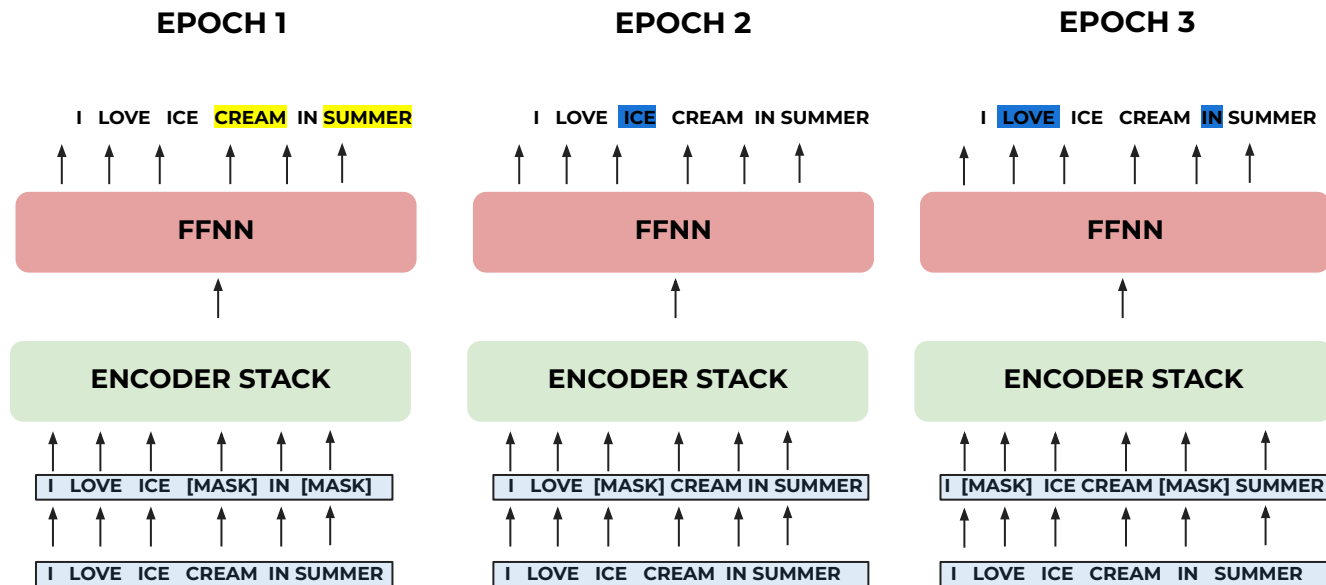 EPOCH 1
I LOVE ICE CREAM IN SUMMER
FFNN
ENCODER STACK
I LOVE ICE [MASK] IN [MASK]
I LOVE ICE CREAM IN SUMMER
EPOCH 2
I LOVE ICE CREAM IN SUMMER
FFNN
ENCODER STACK
I LOVE [MASK] CREAM IN SUMMER
I LOVE ICE CREAM IN SUMMER
EPOCH 3
I LOVE ICE CREAM IN SUMMER
FFNN
ENCODER STACK
I [MASK] ICE CREAM [MASK] SUMMER
I LOVE ICE CREAM IN SUMMER